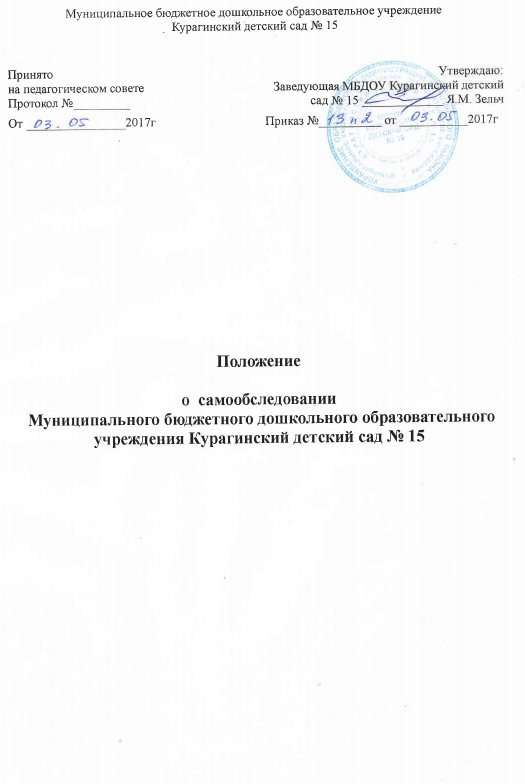 Муниципальное бюджетное дошкольное образовательное учреждение
Курагинский детский сад № 15
Принято
на педагогическом совете
Протокол №_________
От 03.05 2017г
Утверждаю:
Заведующая МБДОУ Курагинский детский
сад № 15 _____________ Я.М. Зельч
Приказ № 13 п 2 от 03.05 2017г
Положение
о самообследовании
Муниципального бюджетного дошкольного образовательного
учреждения Курагинский детский сад № 15